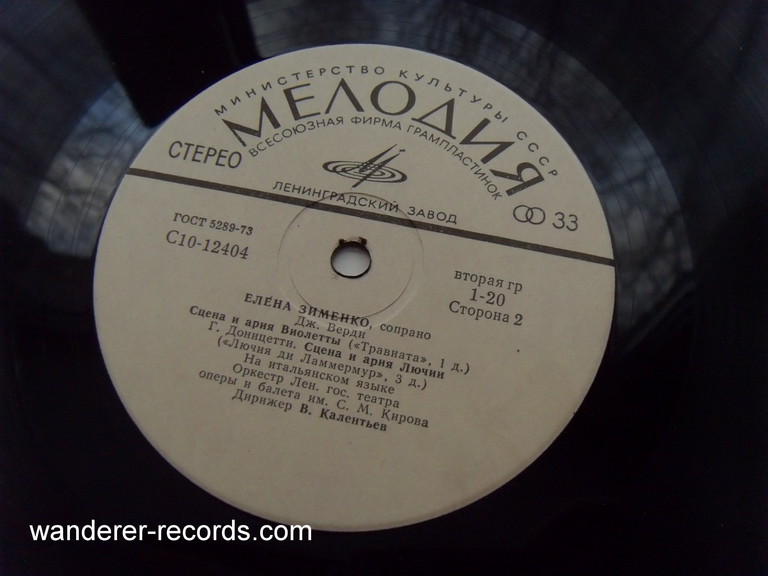 МИНИСТЕРСТВО КУЛЬТУРЫ СССР
МЕЛОДИЯ
ВСЕСОЮЗНАЯ ФИРМА ГРАМПЛАСТИНОК
СТЕРЕО
ЛЕНИНГРАДСКИЙ ЗАВОД
33
ГОСТ 5289-73
С10-12404
вторая гр
1-20
Сторона 2
ЕЛЕНА ЗИМЕНКО, сопрано
Дж. Верди
Сцена и ария Виолетты («Травиата», 1 д.)
Г. Доницетти. Сцена и ария Лючии
(«Лючия ди Ламмермур», 3 д.)
На итальянском языке
Оркестр Лен. гос. театра
оперы и балета им. С. М. Кирова
Дирижер В. Калентьев
wanderer-records.com